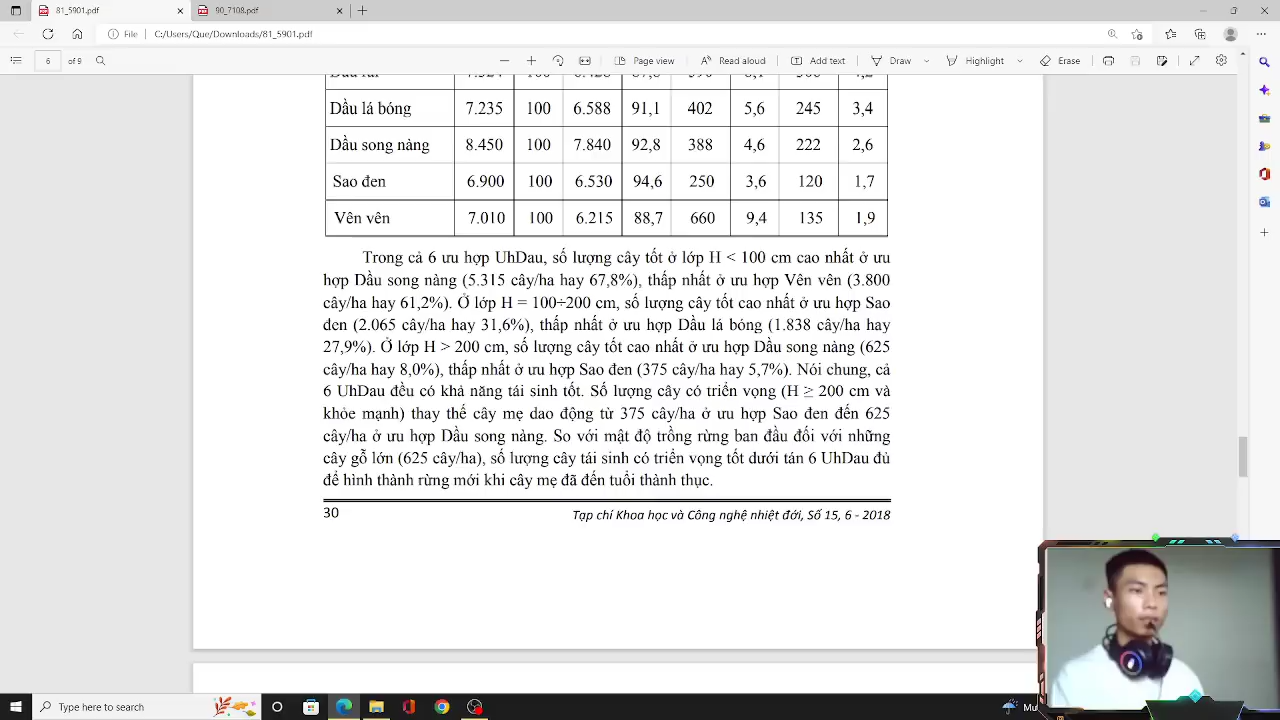 81_5901.pdf
90_7108.pdf
File
C:/Users/Que/Downloads/81_5901.pdf
6 of 9
Page view
Read aloud
Add text
Draw
Highlight
Erase
Dầu lá bóng 7.235 100 6.588 91,1 402 5,6 245 3,4
Dầu song nàng 8.450 100 7.840 92,8 388 4,6 222 2,6
Sao đen 6.900 100 6.530 94,6 250 3,6 120 1,7
Vên vên 7.010 100 6.215 88,7 660 9,4 135 1,9
Trong cả 6 ưu hợp UhDau, số lượng cây tốt ở lớp H < 100 cm cao nhất ở ưu
hợp Dầu song nàng (5.315 cây/ha hay 67,8%), thấp nhất ở ưu hợp Vên vên (3.800
cây/ha hay 61,2%). Ở lớp H = 100÷200 cm, số lượng cây tốt cao nhất ở ưu hợp Sao
đen (2.065 cây/ha hay 31,6%), thấp nhất ở ưu hợp Dầu lá bóng (1.838 cây/ha hay
27,9%). Ở lớp H > 200 cm, số lượng cây tốt cao nhất ở ưu hợp Dầu song nàng (625
cây/ha hay 8,0%), thấp nhất ở ưu hợp Sao đen (375 cây/ha hay 5,7%). Nói chung, cả
6 UhDau đều có khả năng tái sinh tốt. Số lượng cây có triển vọng (H ≥ 200 cm và
khỏe mạnh) thay thế cây mẹ dao động từ 375 cây/ha ở ưu hợp Sao đen đến 625
cây/ha ở ưu hợp Dầu song nàng. So với mật độ trồng rừng ban đầu đối với những
cây gỗ lớn (625 cây/ha), số lượng cây tái sinh có triển vọng tốt dưới tán 6 UhDau đủ
để hình thành rừng mới khi cây mẹ đã đến tuổi thành thục.
30
Tạp chí Khoa học và Công nghệ nhiệt đới, Số 15, 6 - 2018
Type here to search